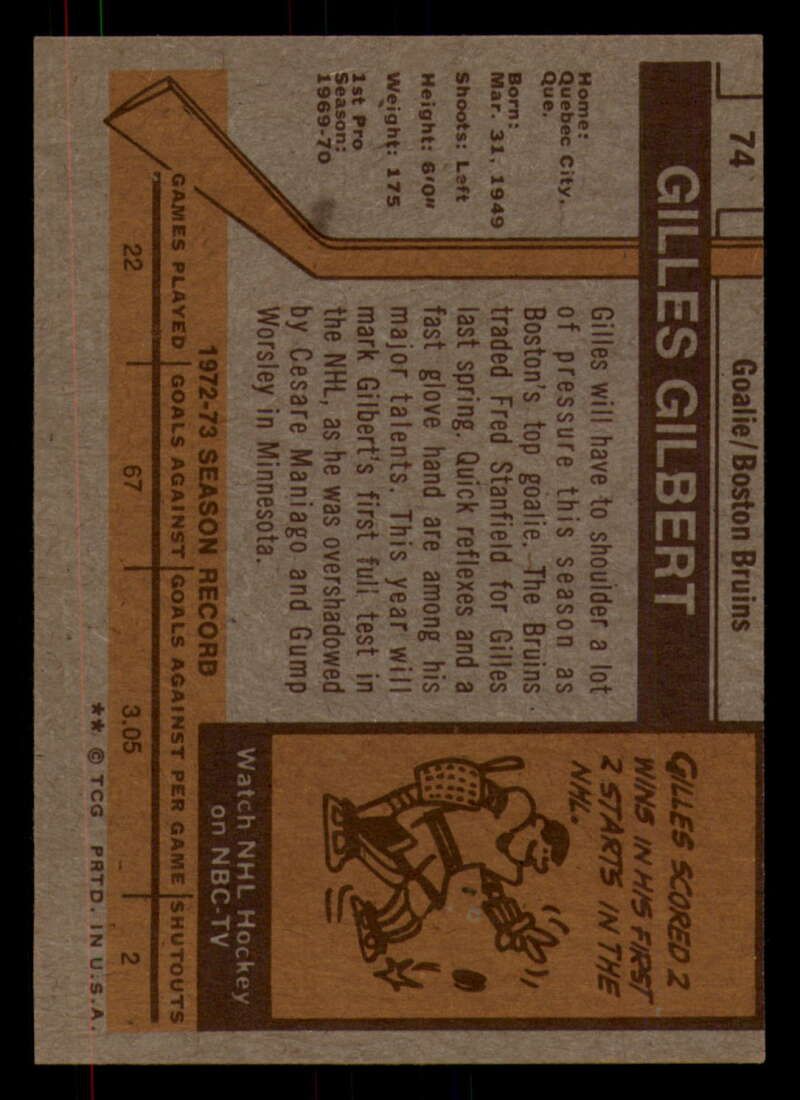 74
Goalie/Boston Bruins
GILLES GILBERT
Home:
Quebec City,
Que.
Born:
Mar. 31, 1949
Shoots: Left
Height: 6'0"
Weight: 175
1st Pro
Season:
1969-70
Gilles will have to shoulder a lot
of pressure this season as
Boston's top goalie. The Bruins
traded Fred Stanfield for Gilles
last spring. Quick reflexes and a
fast glove hand are among his
major talents. This year will
mark Gilbert's first full test in
the NHL, as he was overshadowed
by Cesare Maniago and Gump
Worsley in Minnesota.
GILLES SCORED 2
WINS IN HIS FIRST
2 STARTS IN THE
NHL.
Watch NHL Hockey
on NBC-TV
1972-73 SEASON RECORD
GAMES PLAYED GOALS AGAINST GOALS AGAINST PER GAME SHUTOUTS
22 67 3.05 2
** © TCG PRTD. IN U.S.A.